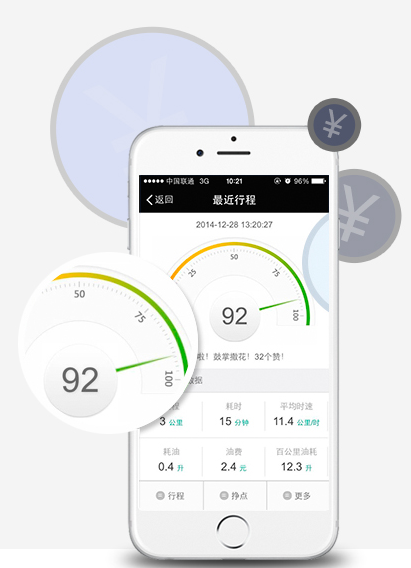 中国联通 3G 10:21 96%
返回 最近行程
2014-12-28 13:20:27
25 50 75 100
92
啦！鼓掌撒花！32个赞！
数据
程 耗时 平均时速
3 公里 15 分钟 11.4 公里/时
耗油 油费 百公里油耗
0.4 升 2.4 元 12.3 升
行程 挣点 更多
50
75
100
92
¥
¥
¥